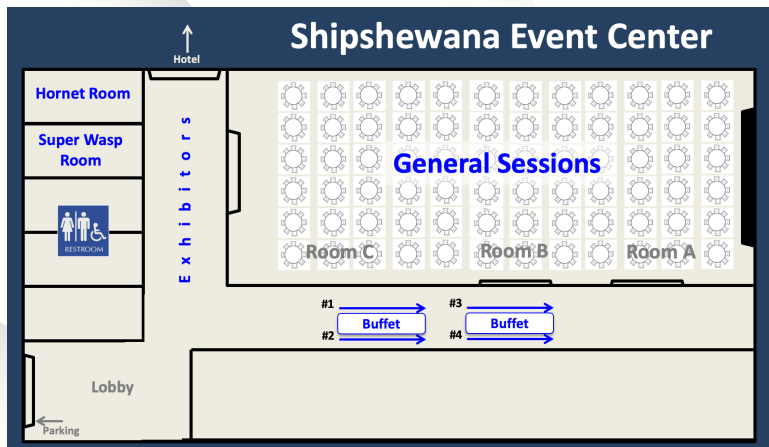 Shipshewana Event Center
Hotel
Hornet Room
Super Wasp
Room
Exhibitors
General Sessions
RESTROOM
Room C
Room B
Room A
#1
#3
Buffet
Buffet
#2
#4
Lobby
Parking